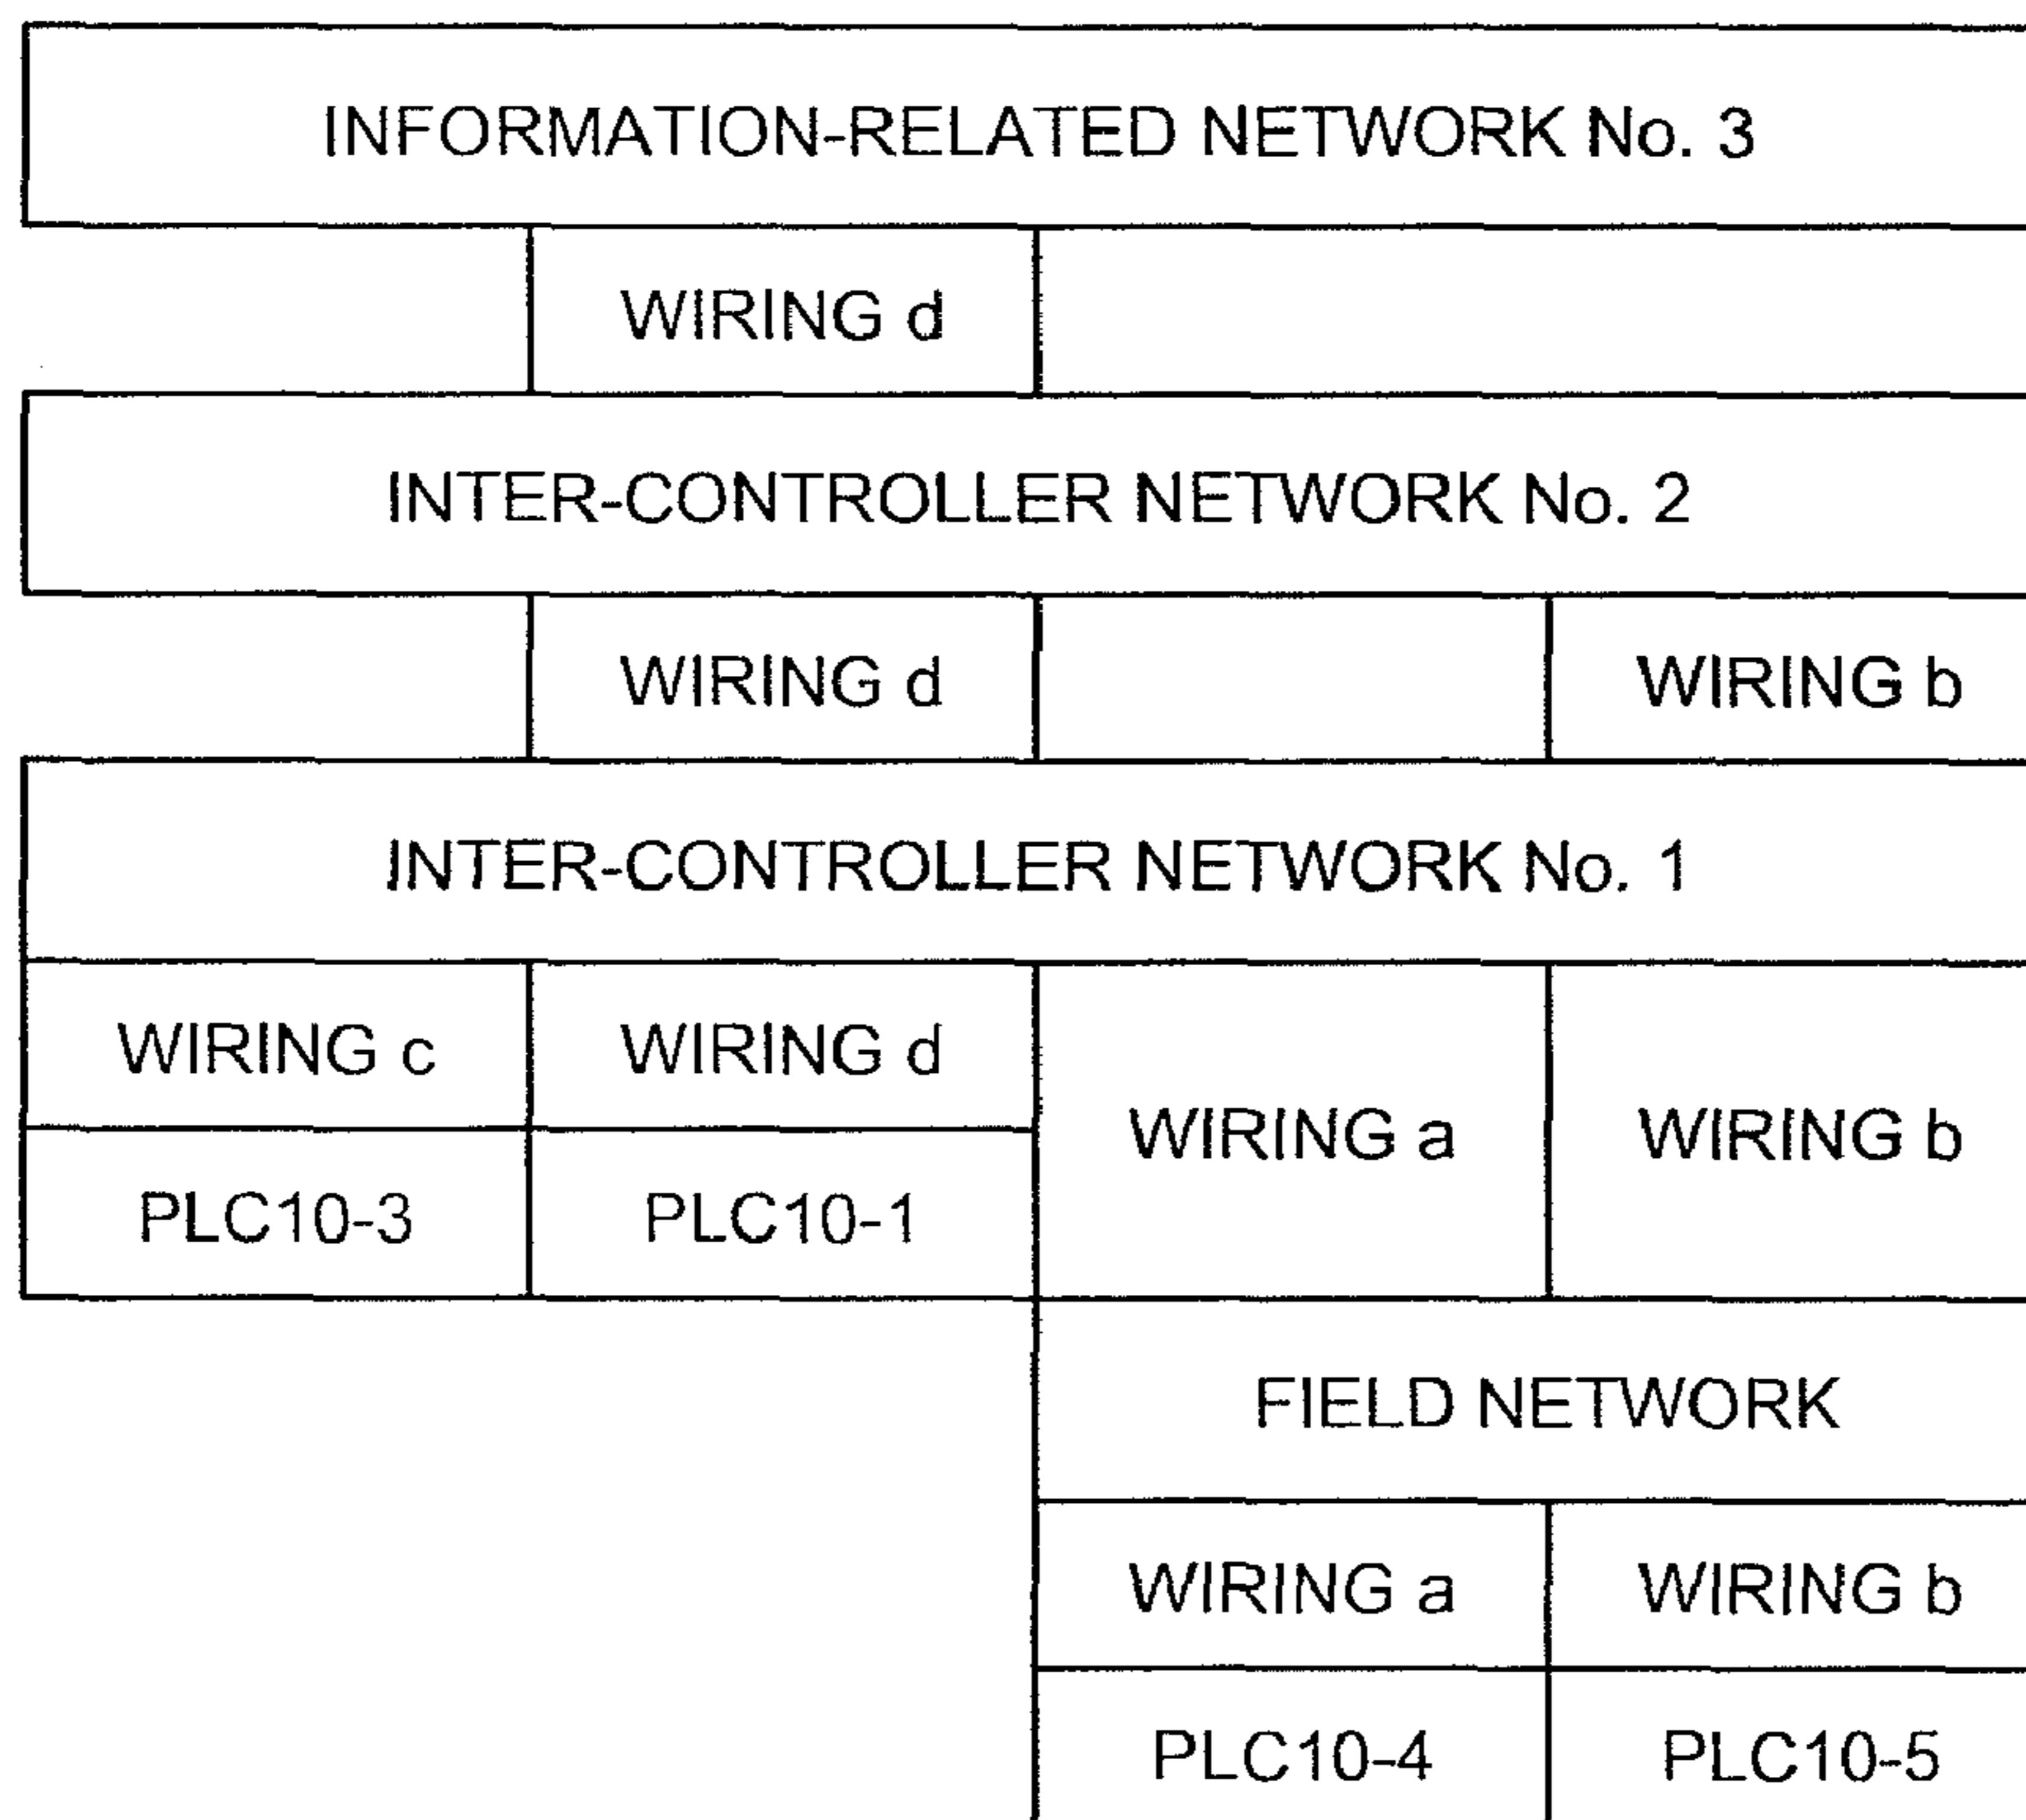 INFORMATION-RELATED NETWORK No. 3
WIRING d
INTER-CONTROLLER NETWORK No. 2
WIRING d WIRING b
INTER-CONTROLLER NETWORK No. 1
WIRING c WIRING d
WIRING a WIRING b
PLC10-3 PLC10-1
FIELD NETWORK
WIRING a WIRING b
PLC10-4 PLC10-5